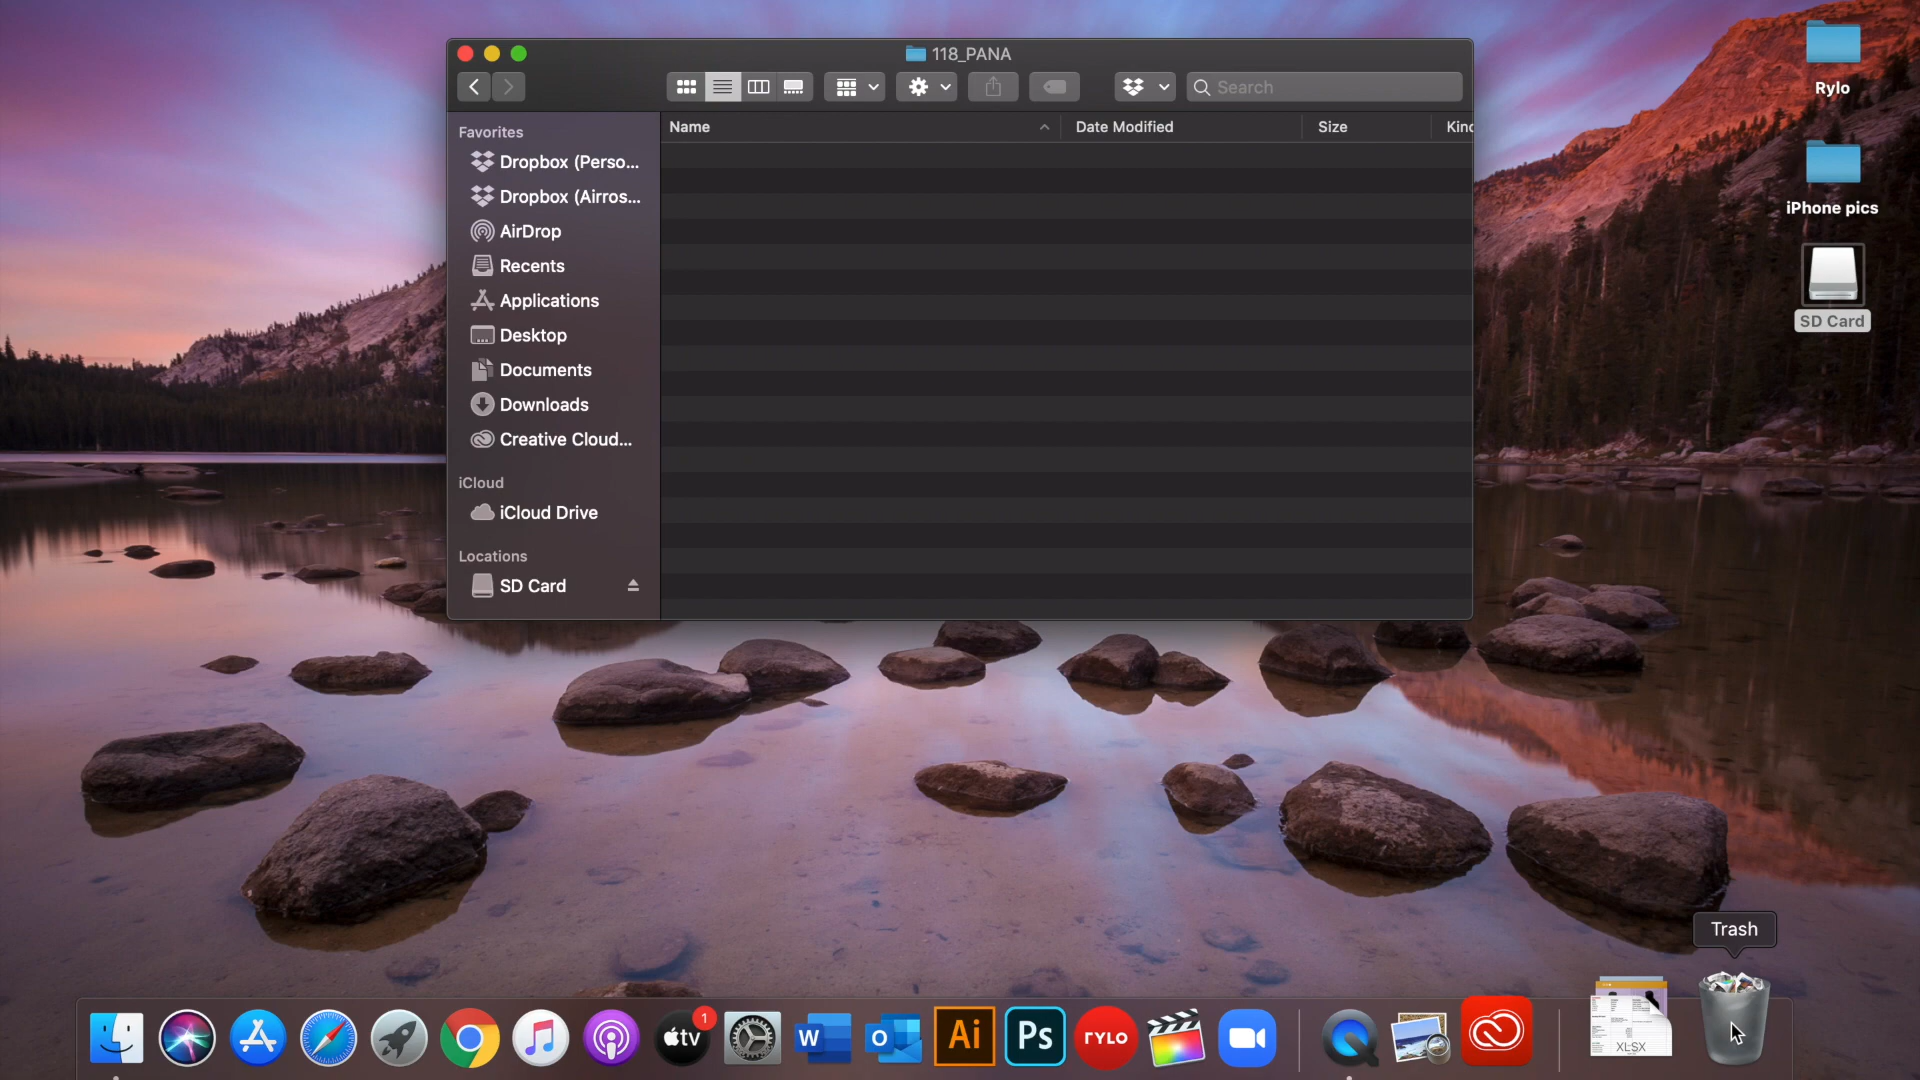 118_PANA
Search
Favorites
Dropbox (Perso...
Dropbox (Airros...
AirDrop
Recents
Applications
Desktop
Documents
Downloads
Creative Cloud...
iCloud
iCloud Drive
Locations
SD Card
Name
Date Modified
Size
Kind
Rylo
iPhone pics
SD Card
Trash
tv
1
W
O
Ai
Ps
RYLO
XLSX